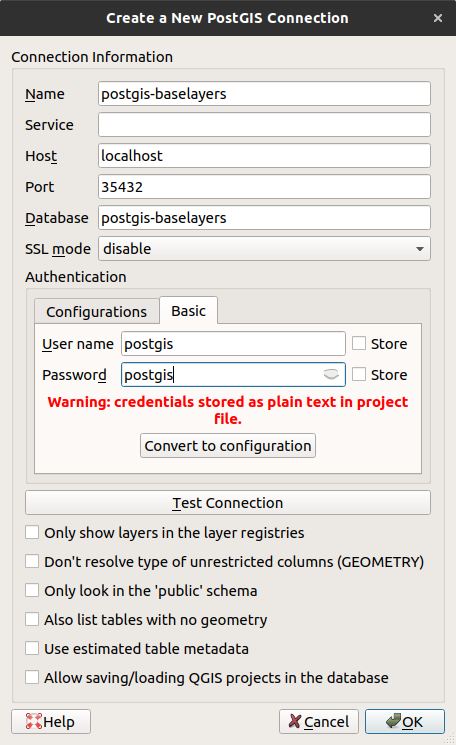 Create a New PostGIS Connection
Connection Information
Name postgis-baselayers
Service
Host localhost
Port 35432
Database postgis-baselayers
SSL mode disable
Authentication
Configurations Basic
User name postgis Store
Password postgis Store
Warning: credentials stored as plain text in project
file.
Convert to configuration
Test Connection
Only show layers in the layer registries
Don't resolve type of unrestricted columns (GEOMETRY)
Only look in the 'public' schema
Also list tables with no geometry
Use estimated table metadata
Allow saving/loading QGIS projects in the database
Help Cancel OK